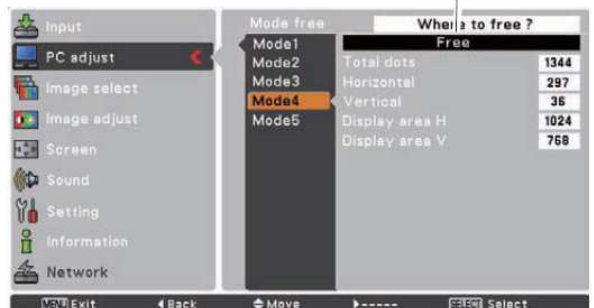 Input
PC adjust
Image select
Image adjust
Screen
Sound
Setting
Information
Network
Mode free
Where to free ?
Mode1
Mode2
Mode3
Mode4
Mode5
Free
Total dots 1344
Horizontal 297
Vertical 36
Display area H 1024
Display area V 768
MENU Exit
Back
Move
-----
SELECT Select